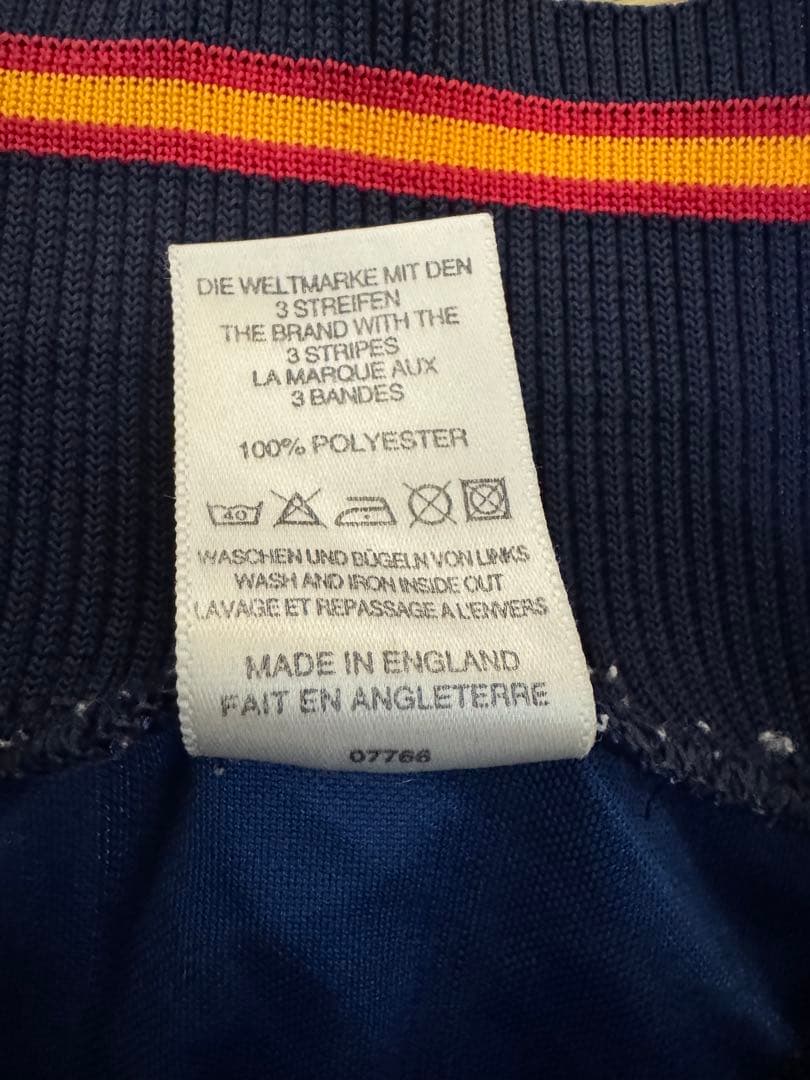 DIE WELTMARKE MIT DEN
3 STREIFEN
THE BRAND WITH THE
3 STRIPES
LA MARQUE AUX
3 BANDES
100% POLYESTER
40
WASCHEN UND BÜGELN VON LINKS
WASH AND IRON INSIDE OUT
LAVAGE ET REPASSAGE A L'ENVERS
MADE IN ENGLAND
FAIT EN ANGLETERRE
07766